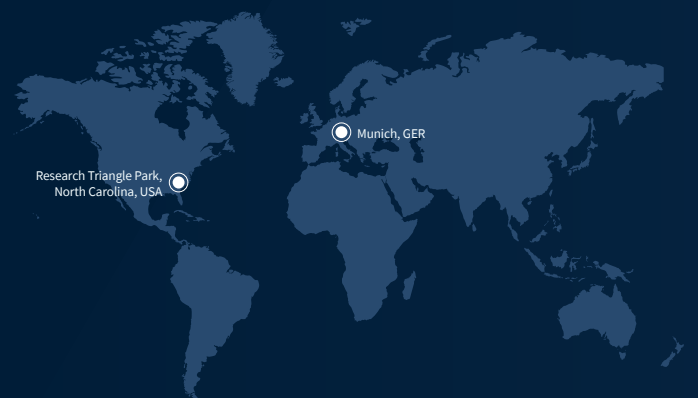 Munich, GER
Research Triangle Park,
North Carolina, USA